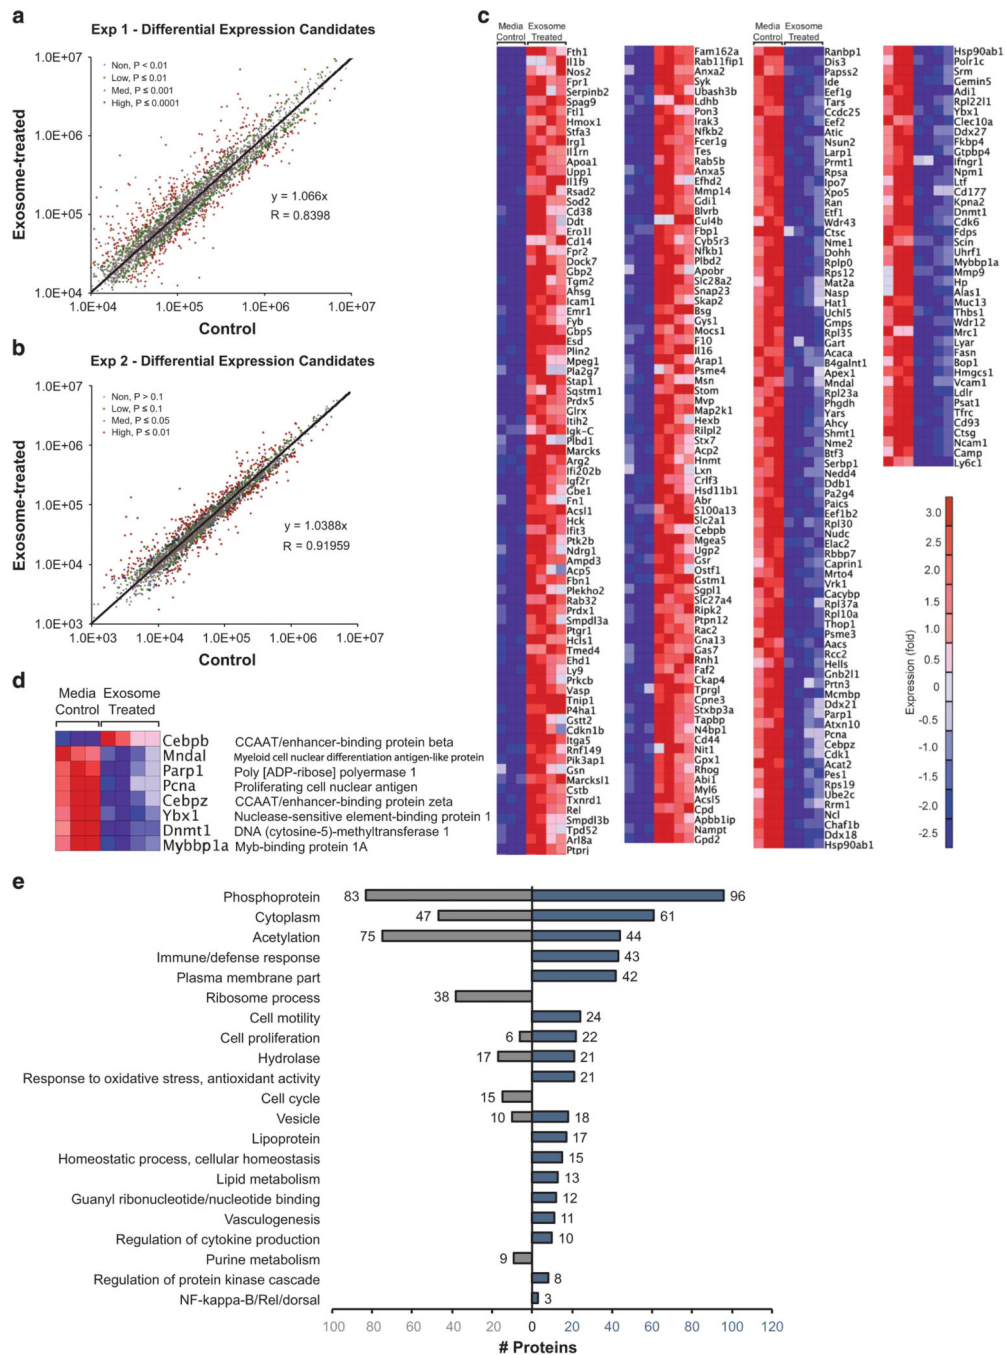 a
Exp 1 - Differential Expression Candidates
1.0E+07
Non, P < 0.01
Low, P ≤ 0.01
Med, P ≤ 0.001
High, P ≤ 0.0001
1.0E+06
Exosome-treated
1.0E+05
y = 1.066x
R = 0.8398
1.0E+04
1.0E+04 1.0E+05 1.0E+06 1.0E+07
Control
b
Exp 2 - Differential Expression Candidates
1.0E+07
Non, P > 0.1
Low, P ≤ 0.1
Med, P ≤ 0.05
High, P ≤ 0.01
1.0E+06
Exosome-treated
1.0E+05
y = 1.0388x
R = 0.91959
1.0E+04
1.0E+03
1.0E+03 1.0E+04 1.0E+05 1.0E+06 1.0E+07
Control
c
Media Exosome
Control Treated
Fth1
Il1b
Nos2
Fpr1
Serpinb2
Spag9
Ftl1
Hmox1
Stfa3
Irg1
Il1rn
Apoa1
Upp1
Il1f9
Rsad2
Sod2
Cd38
Ddt
Ero1l
Cd14
Fpr2
Dock7
Gbp2
Tgm2
Ahsg
Icam1
Emr1
Fyb
Gbp5
Esd
Plin2
Mpeg1
Pla2g7
Stap1
Sqstm1
Prdx5
Glrx
Itih2
Igk-C
Plbd1
Marcks
Arg2
Ifi202b
Igf2r
Gbe1
Fn1
Acsl1
Hck
Ifit3
Ptk2b
Ndrg1
Ampd3
Acp5
Fbn1
Plekho2
Rab32
Prdx1
Smpdl3a
Ptgr1
Hcls1
Tmed4
Ehd1
Ly9
Prkcb
Vasp
Tnip1
P4ha1
Gstt2
Cdkn1b
Itga5
Rnf149
Pik3ap1
Gsn
Marcksl1
Cstb
Txnrd1
Rel
Smpdl3b
Tpd52
Arl8a
Ptprj
Fam162a
Rab11fip1
Anxa2
Syk
Ubash3b
Ldhb
Pon3
Irak3
Nfkb2
Fcer1g
Tes
Rab5b
Anxa5
Efhd2
Mmp14
Gdi1
Blvrb
Cul4b
Fbp1
Cyb5r3
Nfkb1
Plbd2
Apobr
Slc28a2
Snap23
Skap2
Bsg
Gys1
Mocs1
F10
Il16
Arap1
Psme4
Msn
Stom
Mvp
Map2k1
Hexb
Rilpl2
Stx7
Acp2
Hnmt
Lxn
Crlf3
Hsd11b1
Abr
S100a13
Slc2a1
Cebpb
Mgea5
Ugp2
Gsr
Ostf1
Gstm1
Sgpl1
Slc27a4
Ripk2
Ptpn12
Rac2
Gna13
Gas7
Rnh1
Faf2
Ckap4
Tprgl
Cpne3
Stxbp3a
Tapbp
N4bp1
Cd44
Nit1
Gpx1
Rhog
Abi1
Myl6
Acsl5
Cpd
Apbb1ip
Nampt
Gpd2
Media Exosome
Control Treated
Ranbp1
Dis3
Papss2
Ide
Eef1g
Tars
Ccdc25
Eef2
Atic
Nsun2
Larp1
Prmt1
Rpsa
Ipo7
Xpo5
Ran
Etf1
Wdr43
Ctsc
Nme1
Dohh
Rplp0
Rps12
Mat2a
Nasp
Hat1
Uchl5
Gmps
Rpl35
Gart
Acaca
B4galnt1
Apex1
Mndal
Rpl23a
Phgdh
Yars
Ahcy
Shmt1
Nme2
Btf3
Serbp1
Nedd4
Ddb1
Pa2g4
Paics
Eef1b2
Rpl30
Nudc
Elac2
Rbbp7
Caprin1
Mrto4
Vrk1
Cacybp
Rpl37a
Rpl10a
Thop1
Psme3
Aacs
Rcc2
Hells
Gnb2l1
Prtn3
Mcmbp
Ddx21
Parp1
Atxn10
Pcna
Cebpz
Cdk1
Acat2
Pes1
Rps19
Ube2c
Rrm1
Ncl
Chaf1b
Ddx18
Hsp90ab1
Hsp90ab1
Polr1c
Srm
Gemin5
Adi1
Rpl22l1
Ybx1
Clec10a
Ddx27
Fkbp4
Gtpbp4
Ifngr1
Npm1
Ltf
Cd177
Kpna2
Dnmt1
Cdk6
Fdps
Scin
Uhrf1
Mybbp1a
Mmp9
Hp
Alas1
Muc13
Thbs1
Wdr12
Mrc1
Lyar
Fasn
Bop1
Hmgcs1
Vcam1
Ldlr
Psat1
Tfrc
Cd93
Ctsg
Ncam1
Camp
Ly6c1
Expression (fold)
3.0
2.5
2.0
1.5
1.0
0.5
0
-0.5
-1.0
-1.5
-2.0
-2.5
d
Media Exosome
Control Treated
Cebpb CCAAT/enhancer-binding protein beta
Mndal Myeloid cell nuclear differentiation antigen-like protein
Parp1 Poly [ADP-ribose] polyermase 1
Pcna Proliferating cell nuclear antigen
Cebpz CCAAT/enhancer-binding protein zeta
Ybx1 Nuclease-sensitive element-binding protein 1
Dnmt1 DNA (cytosine-5)-methyltransferase 1
Mybbp1a Myb-binding protein 1A
e
Phosphoprotein 83 96
Cytoplasm 47 61
Acetylation 75 44
Immune/defense response 43
Plasma membrane part 42
Ribosome process 38
Cell motility 24
Cell proliferation 6 22
Hydrolase 17 21
Response to oxidative stress, antioxidant activity 21
Cell cycle 15
Vesicle 10 18
Lipoprotein 17
Homeostatic process, cellular homeostasis 15
Lipid metabolism 13
Guanyl ribonucleotide/nucleotide binding 12
Vasculogenesis 11
Regulation of cytokine production 10
Purine metabolism 9
Regulation of protein kinase cascade 8
NF-kappa-B/Rel/dorsal 3
100 80 60 40 20 0 20 40 60 80 100 120
# Proteins